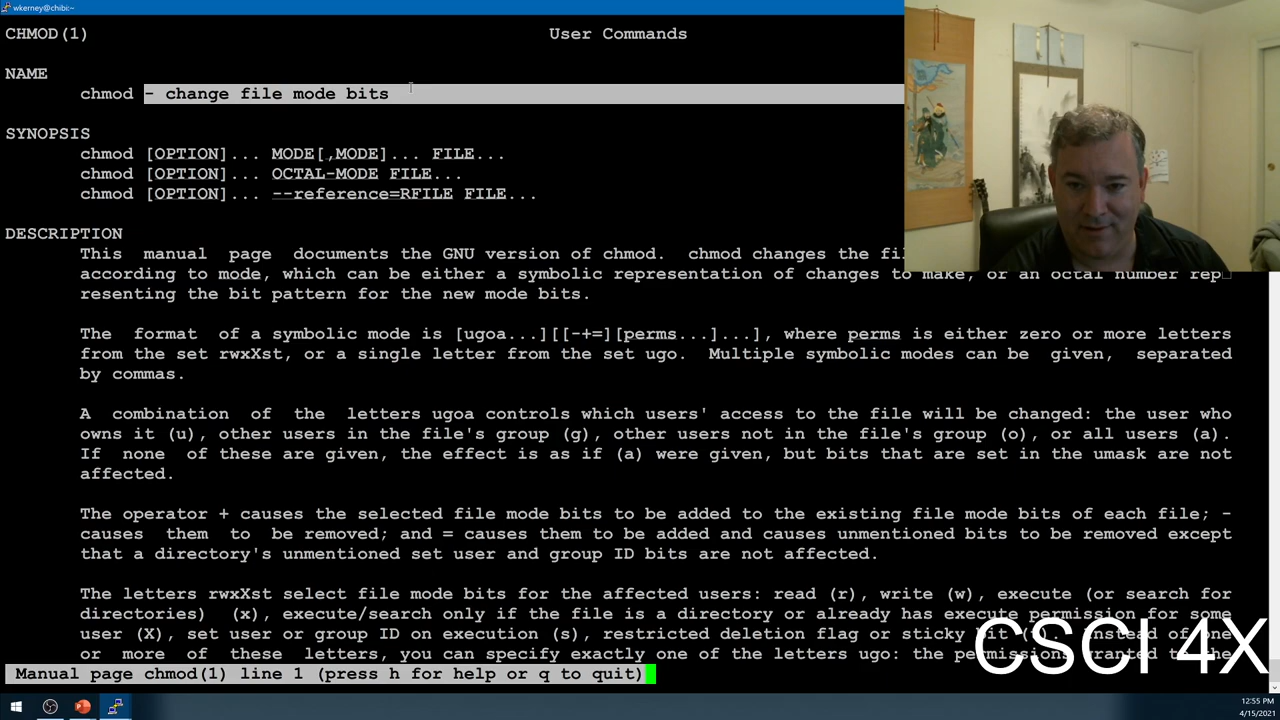 wkerney@chibi:~
CHMOD(1) User Commands
NAME
chmod - change file mode bits
SYNOPSIS
chmod [OPTION]... MODE[,MODE]... FILE...
chmod [OPTION]... OCTAL-MODE FILE...
chmod [OPTION]... --reference=RFILE FILE...
DESCRIPTION
This manual page documents the GNU version of chmod. chmod changes the fil
according to mode, which can be either a symbolic representation of changes to make, or an octal number rep
resenting the bit pattern for the new mode bits.
The format of a symbolic mode is [ugoa...][[-+=][perms...]...], where perms is either zero or more letters
from the set rwxXst, or a single letter from the set ugo. Multiple symbolic modes can be given, separated
by commas.
A combination of the letters ugoa controls which users' access to the file will be changed: the user who
owns it (u), other users in the file's group (g), other users not in the file's group (o), or all users (a).
If none of these are given, the effect is as if (a) were given, but bits that are set in the umask are not
affected.
The operator + causes the selected file mode bits to be added to the existing file mode bits of each file; -
causes them to be removed; and = causes them to be added and causes unmentioned bits to be removed except
that a directory's unmentioned set user and group ID bits are not affected.
The letters rwxXst select file mode bits for the affected users: read (r), write (w), execute (or search for
directories) (x), execute/search only if the file is a directory or already has execute permission for some
user (X), set user or group ID on execution (s), restricted deletion flag or sticky bit of one
or more of these letters, you can specify exactly one of the letters ugo: the permissions granted to the
CSCI 4X
Manual page chmod(1) line 1 (press h for help or q to quit)
12:55 PM
4/15/2021